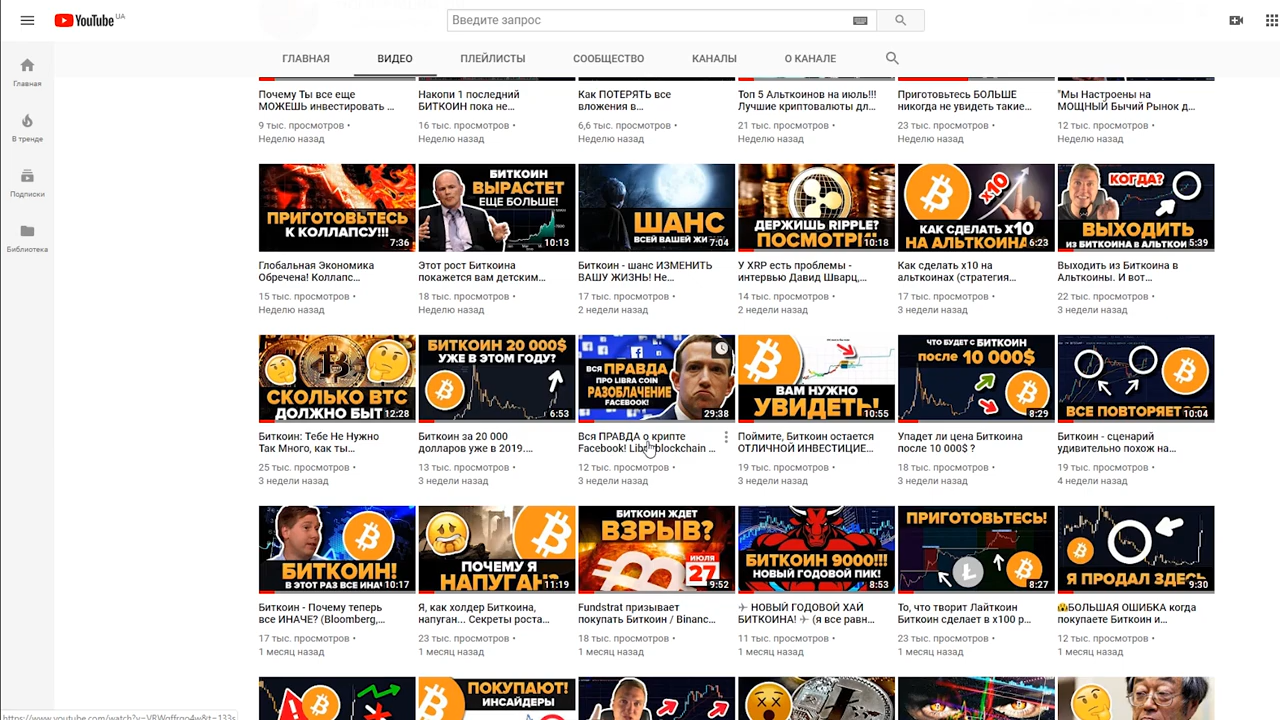 YouTube UA
Введите запрос
ГЛАВНАЯ
ВИДЕО
ПЛЕЙЛИСТЫ
СООБЩЕСТВО
КАНАЛЫ
О КАНАЛЕ
Главная
В тренде
Подписки
Библиотека
Почему Ты все еще
МОЖЕШЬ инвестировать ...
9 тыс. просмотров •
Неделю назад
Накопи 1 последний
БИТКОИН пока не...
16 тыс. просмотров •
Неделю назад
Как ПОТЕРЯТЬ все
вложения в...
6,6 тыс. просмотров •
Неделю назад
Топ 5 Альткоинов на июль!!!
Лучшие криптовалюты дл...
21 тыс. просмотров •
Неделю назад
Приготовьтесь БОЛЬШЕ
никогда не увидеть такие...
23 тыс. просмотров •
Неделю назад
"Мы Настроены на
МОЩНЫЙ Бычий Рынок д...
12 тыс. просмотров •
Неделю назад
ПРИГОТОВЬТЕСЬ
К КОЛЛАПСУ!!!
7:36
Глобальная Экономика
Обречена! Коллапс...
15 тыс. просмотров •
Неделю назад
БИТКОИН
ВЫРАСТЕТ
ЕЩЕ БОЛЬШЕ!
10:13
Этот рост Биткоина
покажется вам детским...
18 тыс. просмотров •
Неделю назад
ШАНС
ВСЕЙ ВАШЕЙ ЖИ
7:04
Биткоин - шанс ИЗМЕНИТЬ
ВАШУ ЖИЗНЬ! Не...
17 тыс. просмотров •
2 недели назад
ДЕРЖИШЬ RIPPLE?
ПОСМОТРИ
10:18
У XRP есть проблемы -
интервью Давид Шварц,...
14 тыс. просмотров •
2 недели назад
X10
КАК СДЕЛАТЬ X10
НА АЛЬТКОИНА
6:23
Как сделать х10 на
альткоинах (стратегия...
17 тыс. просмотров •
3 недели назад
КОГДА?
ВЫХОДИТЬ
ИЗ БИТКОИНА В АЛЬТКОИ
5:39
Выходить из Биткоина в
Альткоины. И вот...
22 тыс. просмотров •
3 недели назад
СКОЛЬКО BTC
ДОЛЖНО БЫТ
12:28
Биткоин: Тебе Не Нужно
Так Много, как ты...
25 тыс. просмотров •
3 недели назад
БИТКОИН 20 000$
УЖЕ В ЭТОМ ГОДУ?
6:53
Биткоин за 20 000
долларов уже в 2019....
13 тыс. просмотров •
3 недели назад
ВСЯ ПРАВДА
ПРО LIBRA COIN
РАЗОБЛАЧЕНИЕ
FACEBOOK!
29:38
Вся ПРАВДА о крипте
Facebook! Libra blockchain ...
12 тыс. просмотров •
3 недели назад
ВАМ НУЖНО
УВИДЕТЬ!
10:55
Поймите, Биткоин остается
ОТЛИЧНОЙ ИНВЕСТИЦИЕ...
19 тыс. просмотров •
3 недели назад
ЧТО БУДЕТ С БИТКОИН
после 10 000$
8:29
Упадет ли цена Биткоина
после 10 000$ ?
18 тыс. просмотров •
3 недели назад
ВСЕ ПОВТОРЯЕТ
10:04
Биткоин - сценарий
удивительно похож на...
19 тыс. просмотров •
4 недели назад
БИТКОИН!
В ЭТОТ РАЗ ВСЕ ИНАЧ
10:17
Биткоин - Почему теперь
все ИНАЧЕ? (Bloomberg,...
17 тыс. просмотров •
1 месяц назад
ПОЧЕМУ Я
НАПУГАН
11:19
Я, как холдер Биткоина,
напуган... Секреты роста...
23 тыс. просмотров •
1 месяц назад
БИТКОИН ЖДЕТ
ВЗРЫВ?
ИЮЛЯ
27
9:52
Fundstrat призывает
покупать Биткоин / Binanc...
18 тыс. просмотров •
1 месяц назад
БИТКОИН 9000!!!
НОВЫЙ ГОДОВОЙ ПИК!
8:53
✈ НОВЫЙ ГОДОВОЙ ХАЙ
БИТКОИНА! ✈ (я все равн...
11 тыс. просмотров •
1 месяц назад
ПРИГОТОВЬТЕСЬ!
8:27
То, что творит Лайткоин
Биткоин сделает в х100 р...
23 тыс. просмотров •
1 месяц назад
Я ПРОДАЛ ЗДЕСЬ
9:30
😱БОЛЬШАЯ ОШИБКА когда
покупаете Биткоин и...
12 тыс. просмотров •
1 месяц назад
ПОКУПАЮТ!
ИНСАЙДЕРЫ